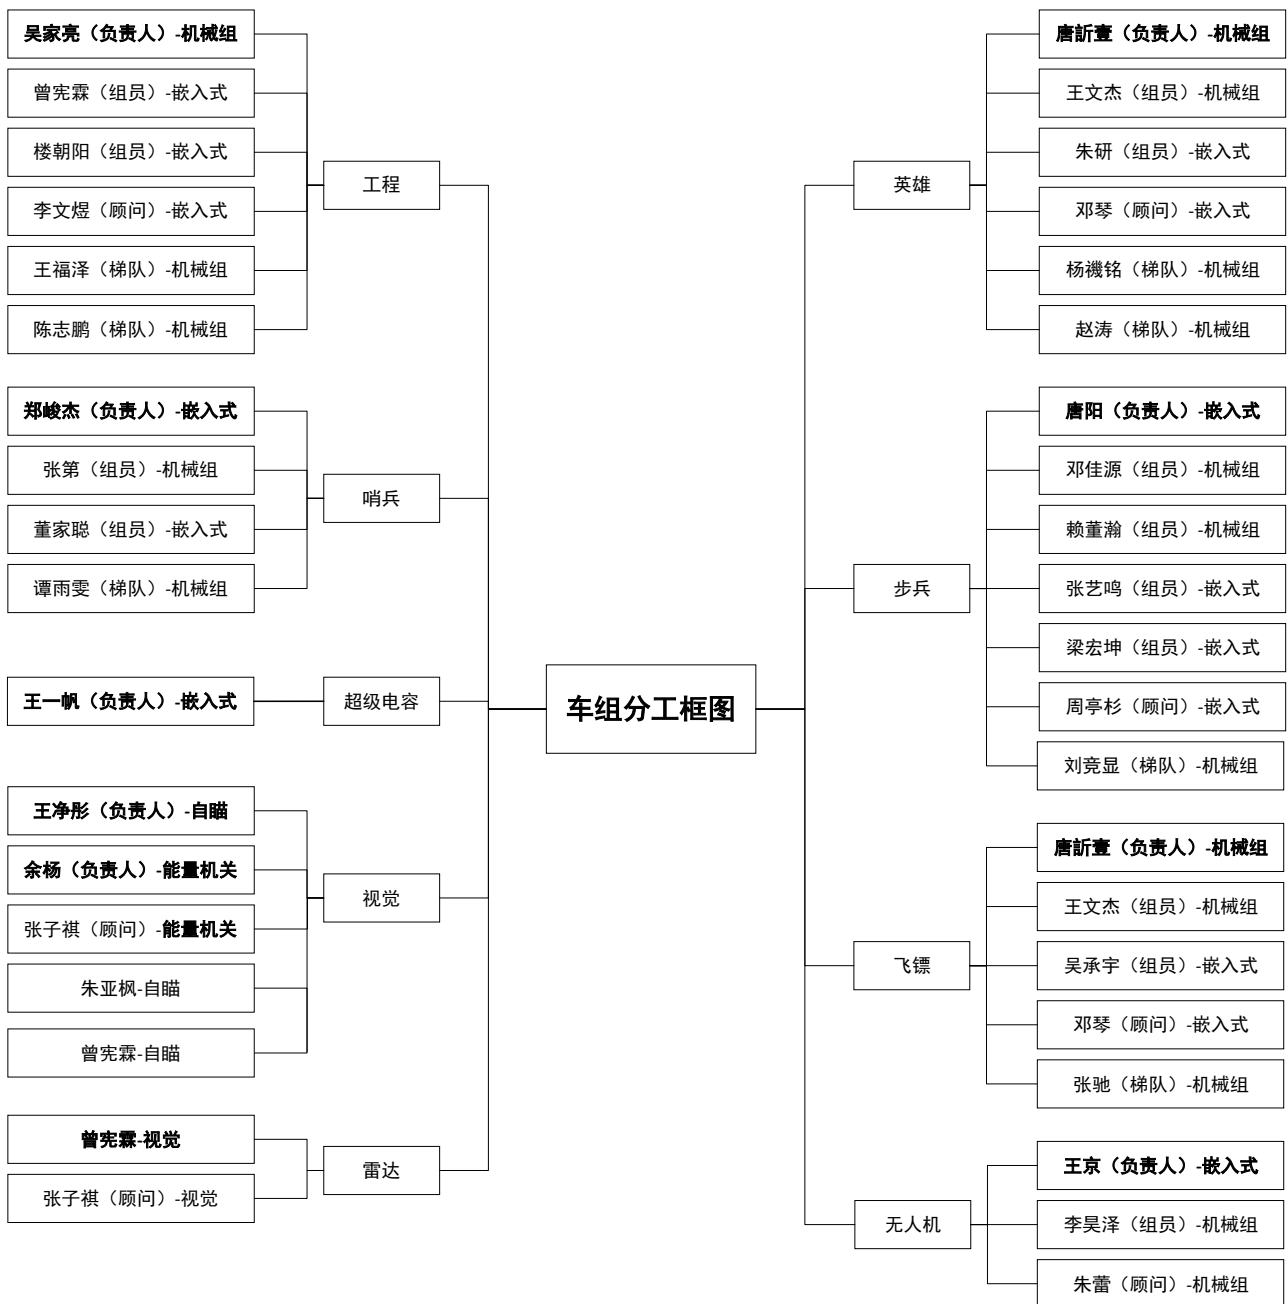 车组分工框图
工程
吴家亮（负责人）-机械组
曾宪霖（组员）-嵌入式
楼朝阳（组员）-嵌入式
李文煜（顾问）-嵌入式
王福泽（梯队）-机械组
陈志鹏（梯队）-机械组
哨兵
郑峻杰（负责人）-嵌入式
张第（组员）-机械组
董家聪（组员）-嵌入式
谭雨雯（梯队）-机械组
超级电容
王一帆（负责人）-嵌入式
视觉
王净彤（负责人）-自瞄
余杨（负责人）-能量机关
张子祺（顾问）-能量机关
朱亚枫-自瞄
曾宪霖-自瞄
雷达
曾宪霖-视觉
张子祺（顾问）-视觉
英雄
唐訢壹（负责人）-机械组
王文杰（组员）-机械组
朱研（组员）-嵌入式
邓琴（顾问）-嵌入式
杨禨铭（梯队）-机械组
赵涛（梯队）-机械组
步兵
唐阳（负责人）-嵌入式
邓佳源（组员）-机械组
赖董瀚（组员）-机械组
张艺鸣（组员）-嵌入式
梁宏坤（组员）-嵌入式
周亭杉（顾问）-嵌入式
刘竞显（梯队）-机械组
飞镖
唐訢壹（负责人）-机械组
王文杰（组员）-机械组
吴承宇（组员）-嵌入式
邓琴（顾问）-嵌入式
张驰（梯队）-机械组
无人机
王京（负责人）-嵌入式
李昊泽（组员）-机械组
朱蕾（顾问）-机械组